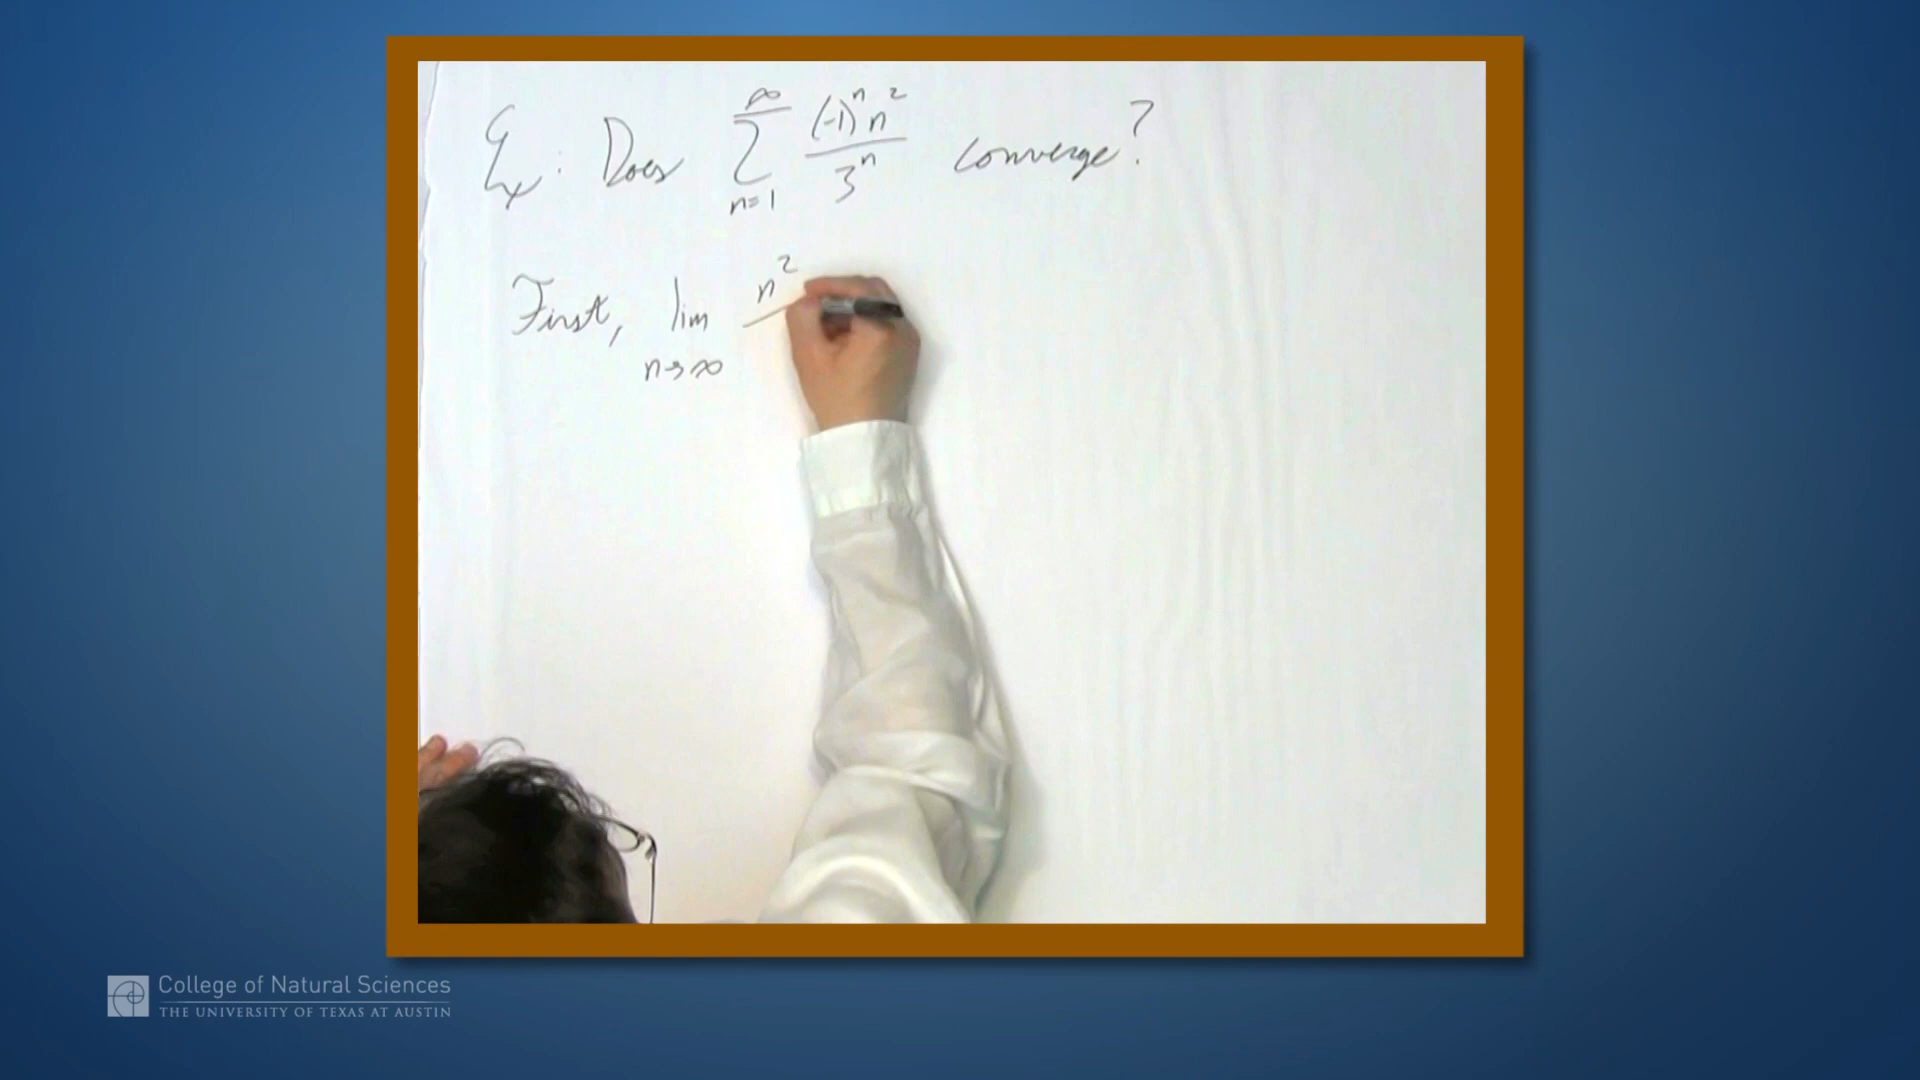 Ex: Does ∞ Σ n=1 (-1)^n n^2 / 3^n converge?
First, lim n→∞ n^2
College of Natural Sciences
THE UNIVERSITY OF TEXAS AT AUSTIN